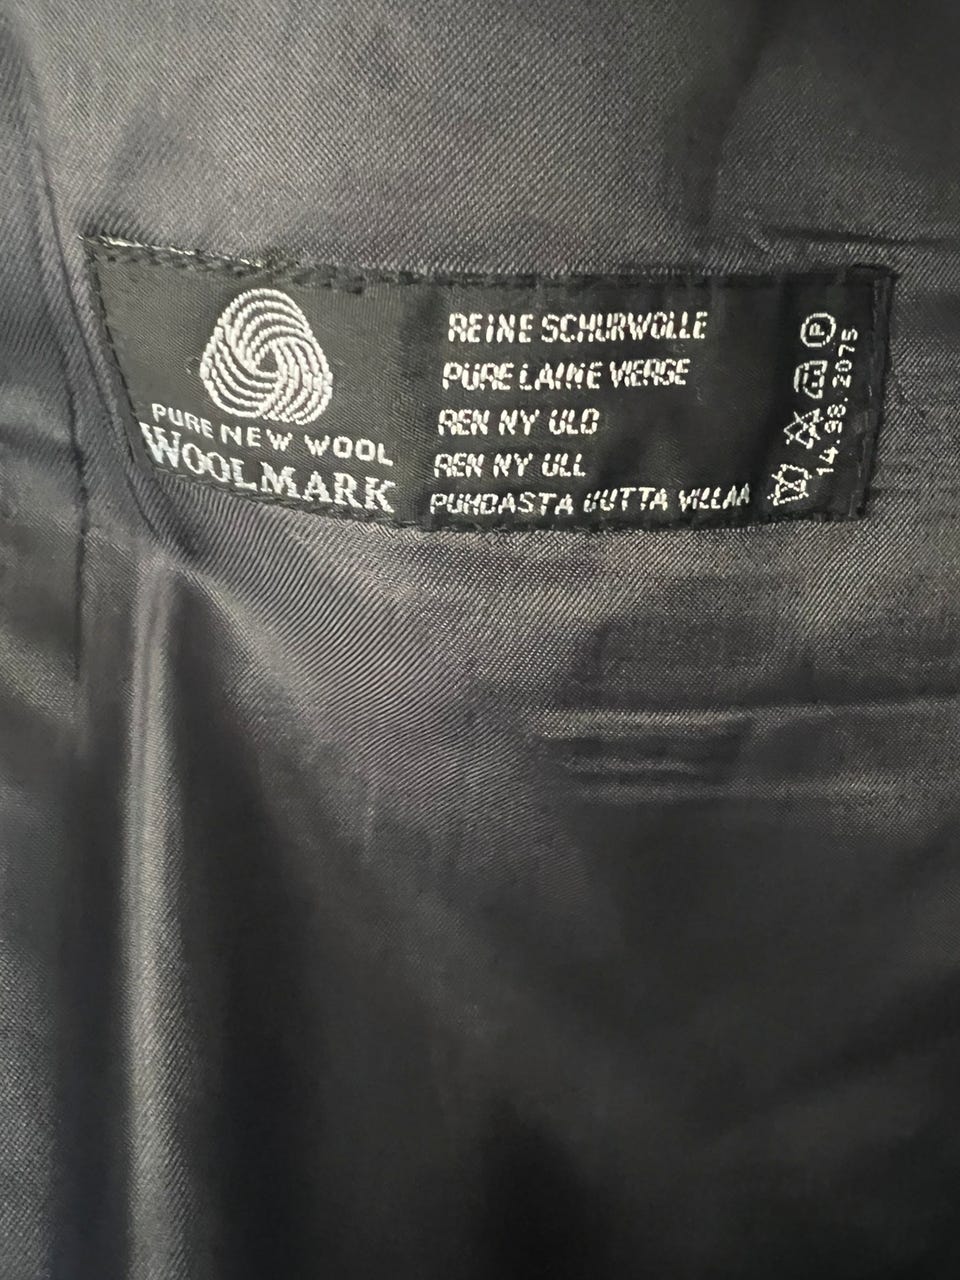 PURE NEW WOOL
WOOLMARK
REINE SCHURWOLLE
PURE LAINE VIERGE
REN NY ULD
REN NY ULL
PUHDASTA UUTTA VILLAA
P
14.98.2075